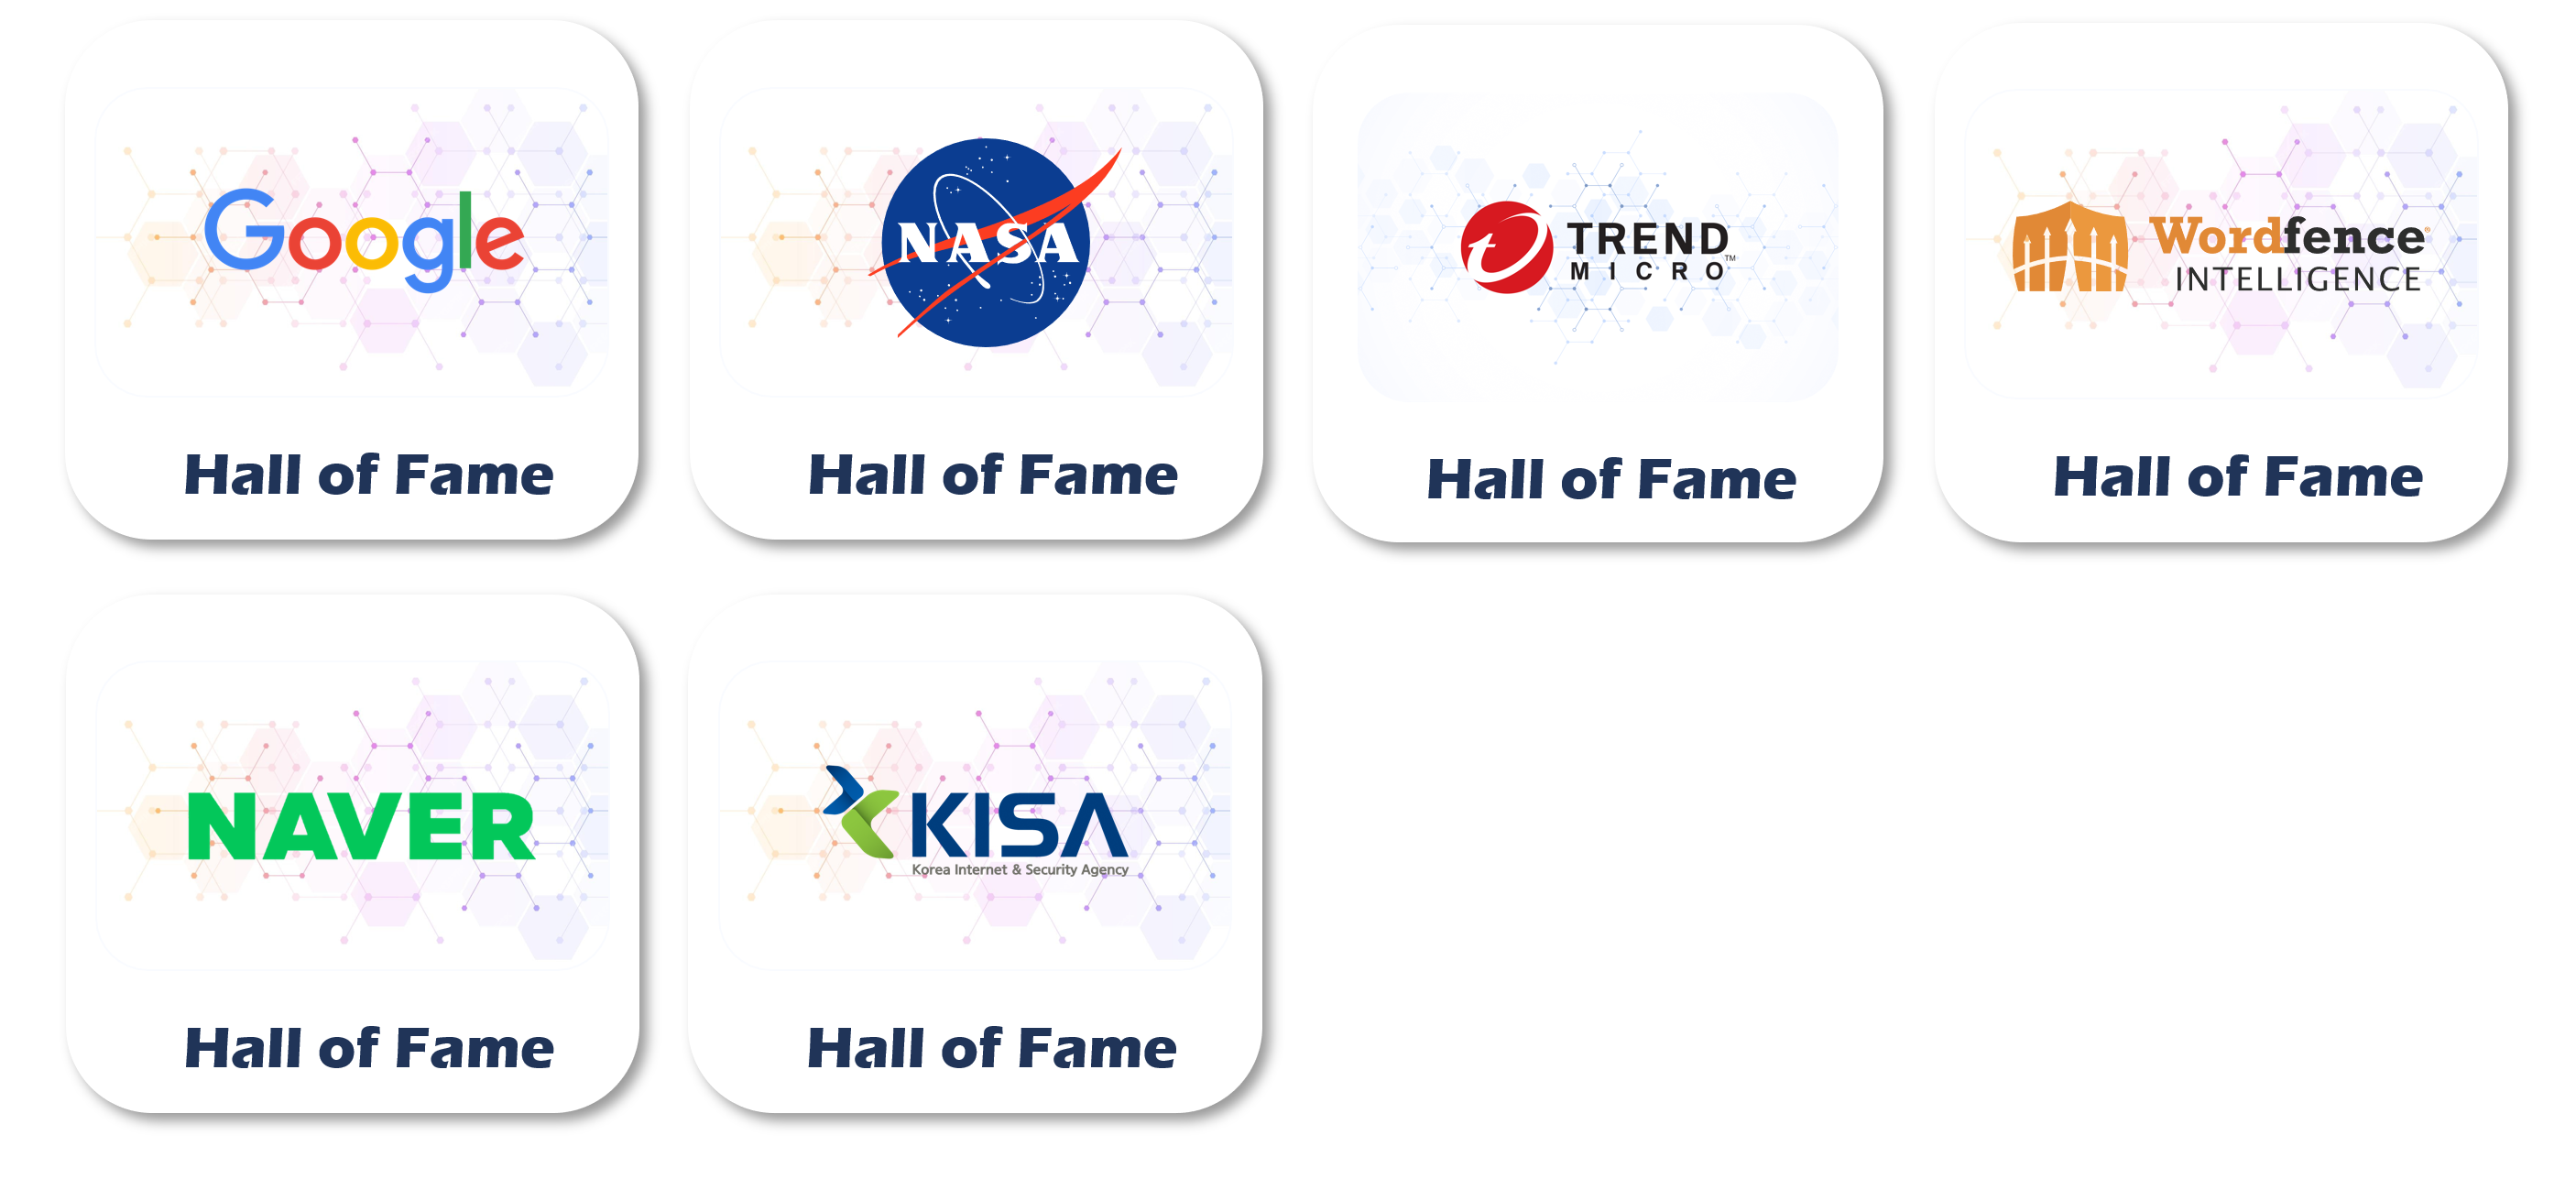 Google
Hall of Fame
NASA
Hall of Fame
TREND
MICRO™
Hall of Fame
Wordfence®
INTELLIGENCE
Hall of Fame
NAVER
Hall of Fame
KISA
Korea Internet & Security Agency
Hall of Fame